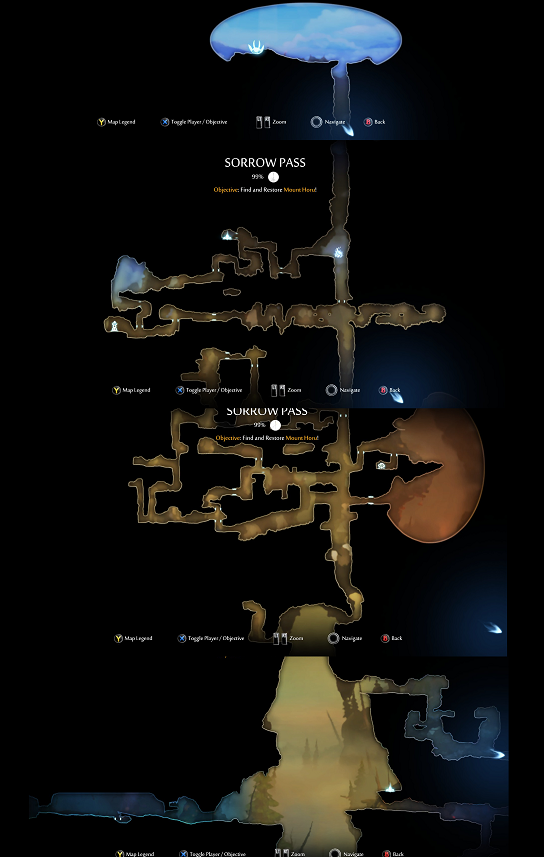 Map Legend Toggle Player / Objective Zoom Navigate Back
SORROW PASS
99%
Objective: Find and Restore Mount Horu!
Map Legend Toggle Player / Objective Zoom Navigate Back
SORROW PASS
99%
Objective: Find and Restore Mount Horu!
Map Legend Toggle Player / Objective Zoom Navigate Back
Map Legend Toggle Player / Objective Zoom Navigate Back